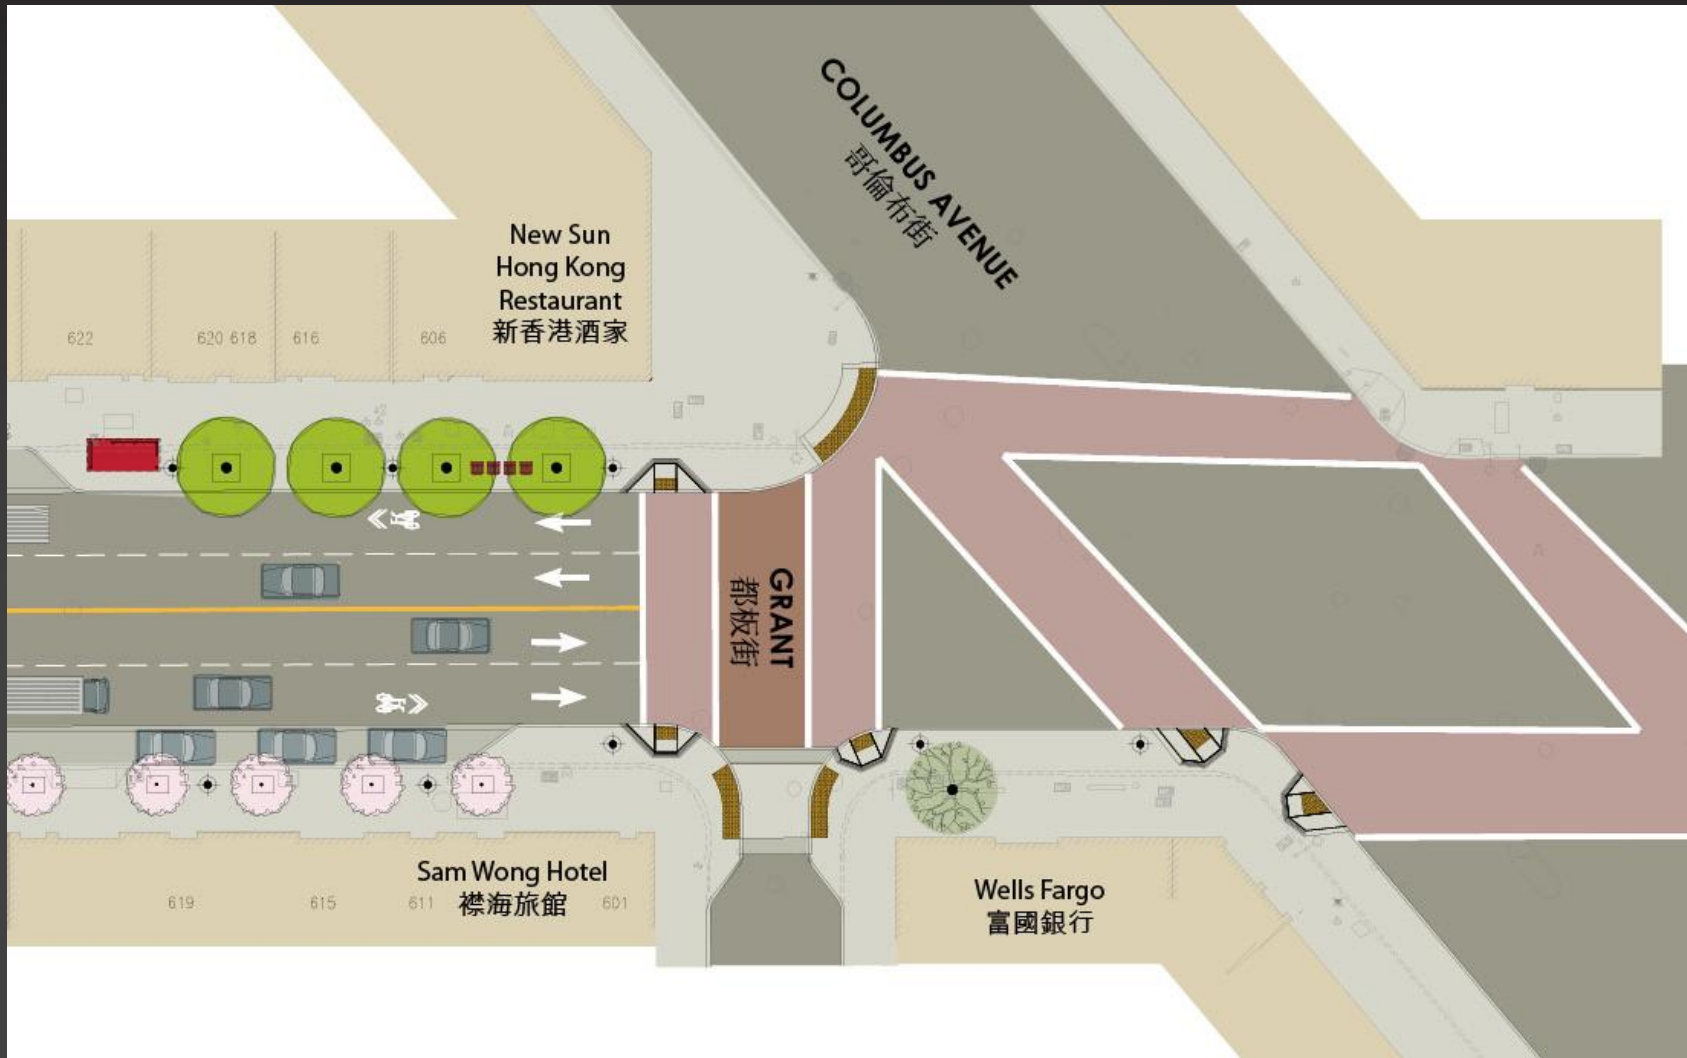 COLUMBUS AVENUE
哥倫布街
New Sun
Hong Kong
Restaurant
新香港酒家
622
620 618
616
606
GRANT
都板街
Sam Wong Hotel
襟海旅館
619
615
611
601
Wells Fargo
富國銀行